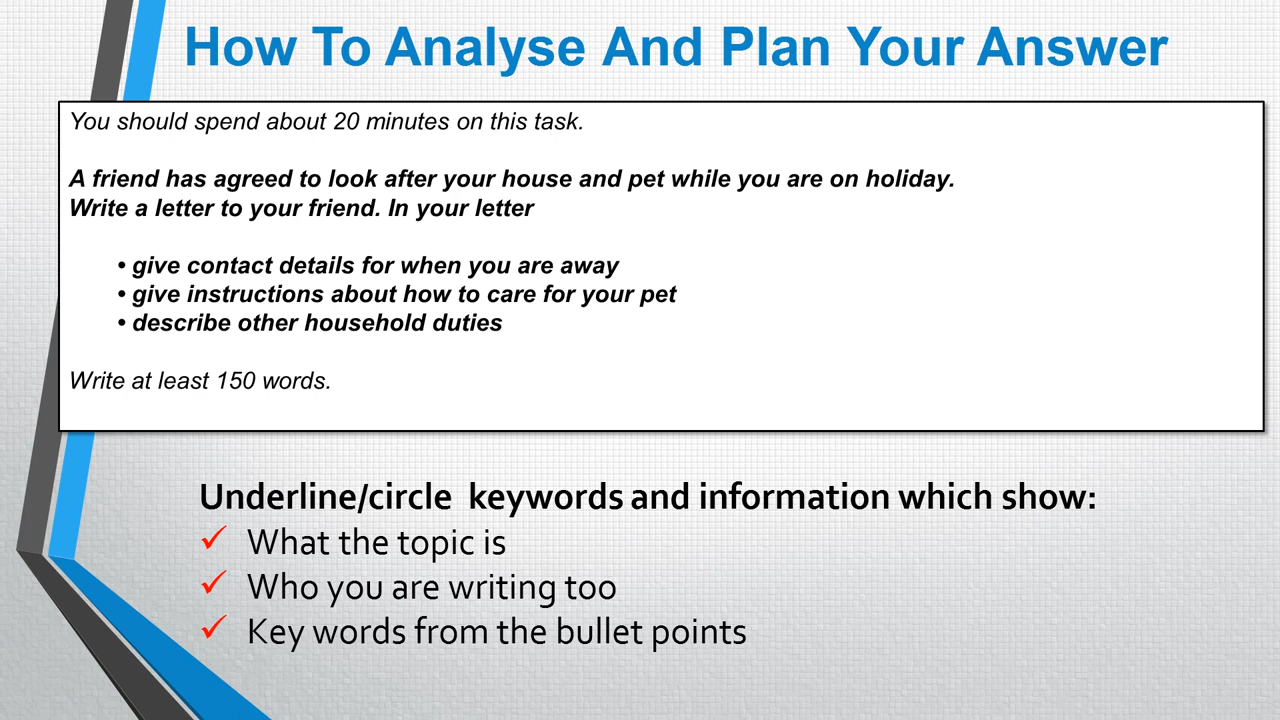 How To Analyse And Plan Your Answer
You should spend about 20 minutes on this task.
A friend has agreed to look after your house and pet while you are on holiday.
Write a letter to your friend. In your letter
• give contact details for when you are away
• give instructions about how to care for your pet
• describe other household duties
Write at least 150 words.
Underline/circle keywords and information which show:
✓ What the topic is
✓ Who you are writing too
✓ Key words from the bullet points